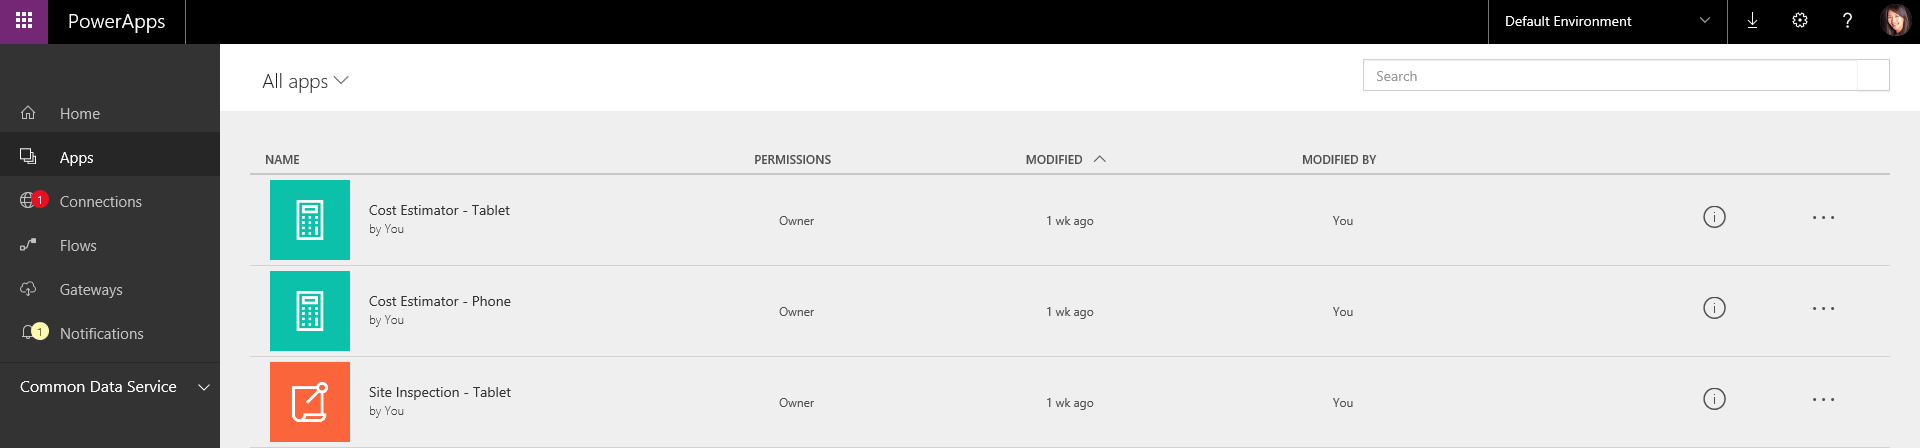 PowerApps
Default Environment
?
All apps
Search
Home
Apps
1
Connections
Flows
Gateways
1
Notifications
Common Data Service
NAME PERMISSIONS MODIFIED MODIFIED BY
Cost Estimator - Tablet
by You
Owner 1 wk ago You
i
Cost Estimator - Phone
by You
Owner 1 wk ago You
i
Site Inspection - Tablet
by You
Owner 1 wk ago You
i